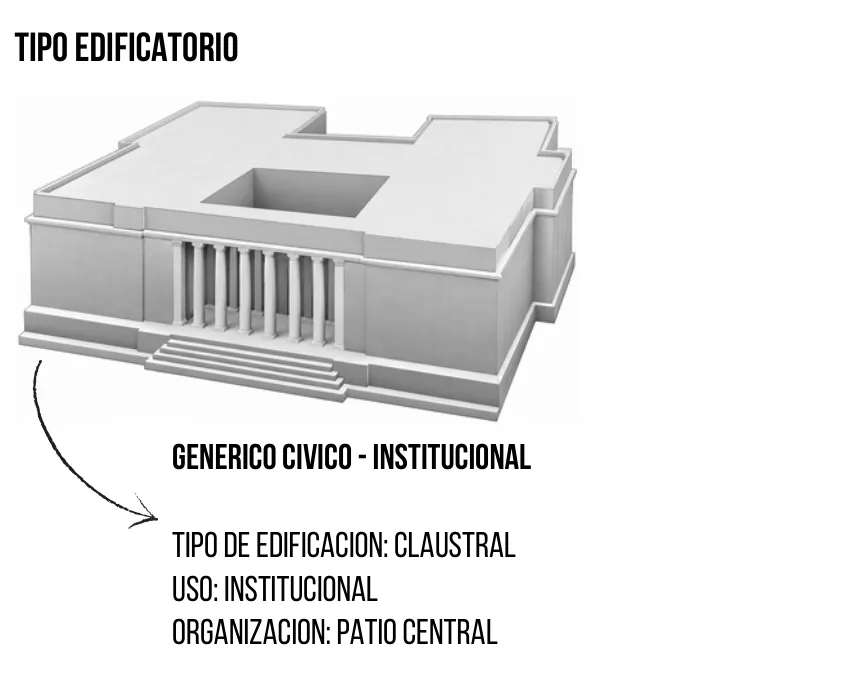 TIPO EDIFICATORIO
GENERICO CIVICO - INSTITUCIONAL
TIPO DE EDIFICACION: CLAUSTRAL
USO: INSTITUCIONAL
ORGANIZACION: PATIO CENTRAL